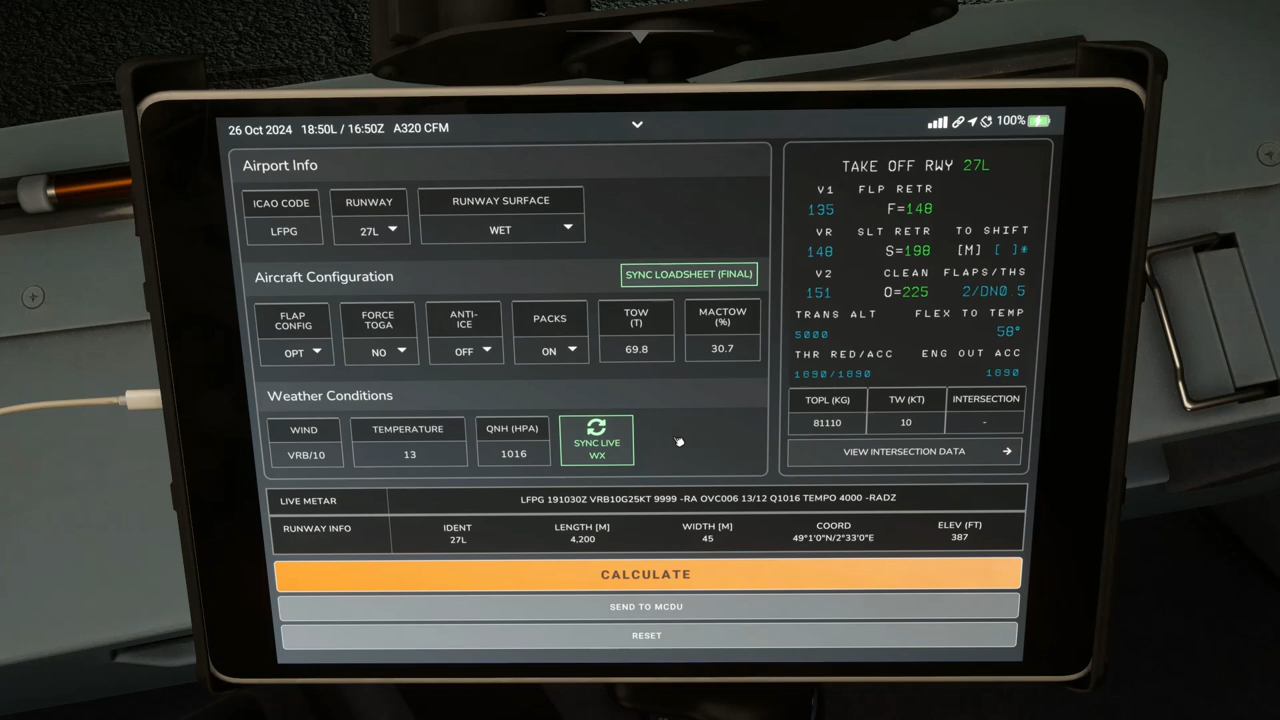 26 Oct 2024 18:50L / 16:50Z A320 CFM
100%
Airport Info
ICAO CODE RUNWAY RUNWAY SURFACE
LFPG 27L WET
Aircraft Configuration SYNC LOADSHEET (FINAL)
FLAP CONFIG FORCE TOGA ANTI-ICE PACKS TOW (T) MACTOW (%)
OPT NO OFF ON 69.8 30.7
Weather Conditions
WIND TEMPERATURE QNH (HPA) SYNC LIVE WX
VRB/10 13 1016
TAKE OFF RWY 27L
V1 FLP RETR
135 F=148
VR SLT RETR TO SHIFT
148 S=198 [M] [ ]*
V2 CLEAN FLAPS/THS
151 O=225 2/DN0.5
TRANS ALT FLEX TO TEMP
5000 58°
THR RED/ACC ENG OUT ACC
1890/1890 1890
TOPL (KG) TW (KT) INTERSECTION
81110 10 -
VIEW INTERSECTION DATA
LIVE METAR LFPG 191030Z VRB10G25KT 9999 -RA OVC006 13/12 Q1016 TEMPO 4000 -RADZ
RUNWAY INFO IDENT LENGTH [M] WIDTH [M] COORD ELEV (FT)
27L 4,200 45 49°1'0"N/2°33'0"E 387
CALCULATE
SEND TO MCDU
RESET